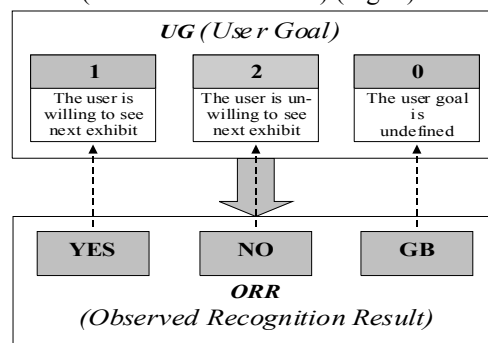 UG (User Goal)
1 2 0
The user is willing to see next exhibit
The user is un-willing to see next exhibit
The user goal is undefined
YES NO GB
ORR
(Observed Recognition Result)